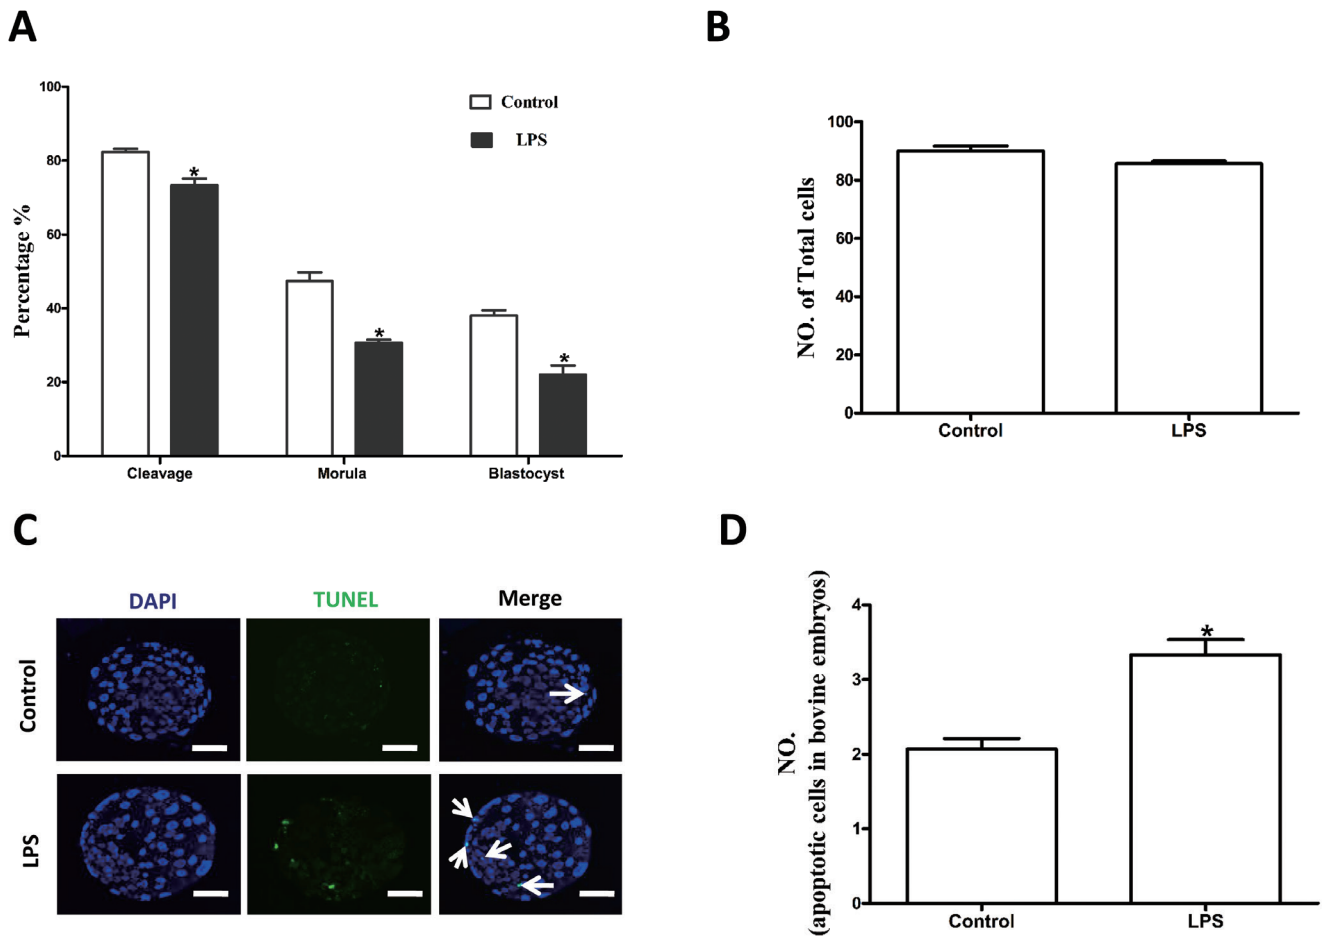 A
B
100
80
60
40
20
0
Percentage %
Control
LPS
*
*
*
Cleavage
Morula
Blastocyst
100
80
60
40
20
0
NO. of Total cells
Control
LPS
C
D
DAPI
TUNEL
Merge
Control
LPS
NO.
(apoptotic cells in bovine embryos)
4
3
2
1
0
*
Control
LPS